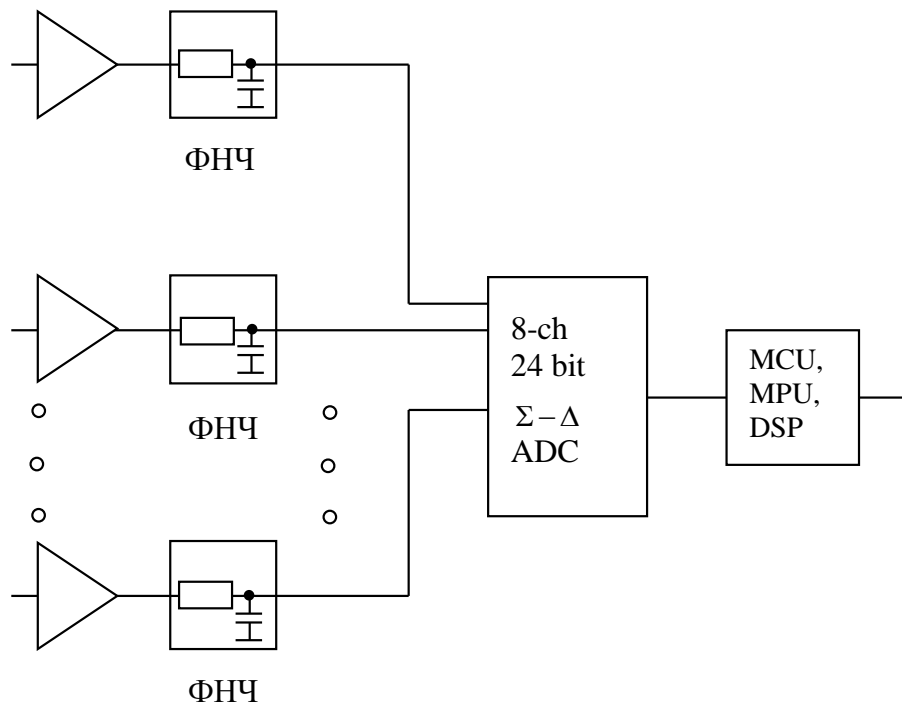 ФНЧ
ФНЧ
ФНЧ
8-ch
24 bit
Σ−Δ
ADC
MCU,
MPU,
DSP